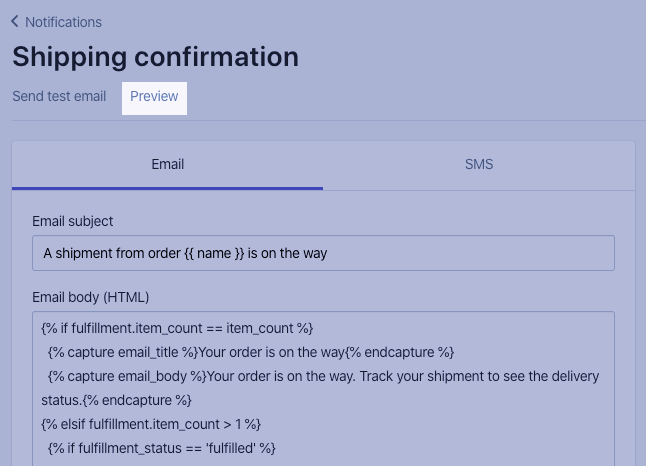 Notifications
Shipping confirmation
Send test email Preview
Email SMS
Email subject
A shipment from order {{ name }} is on the way
Email body (HTML)
{% if fulfillment.item_count == item_count %}
{% capture email_title %}Your order is on the way{% endcapture %}
{% capture email_body %}Your order is on the way. Track your shipment to see the delivery
status.{% endcapture %}
{% elsif fulfillment.item_count > 1 %}
{% if fulfillment_status == 'fulfilled' %}